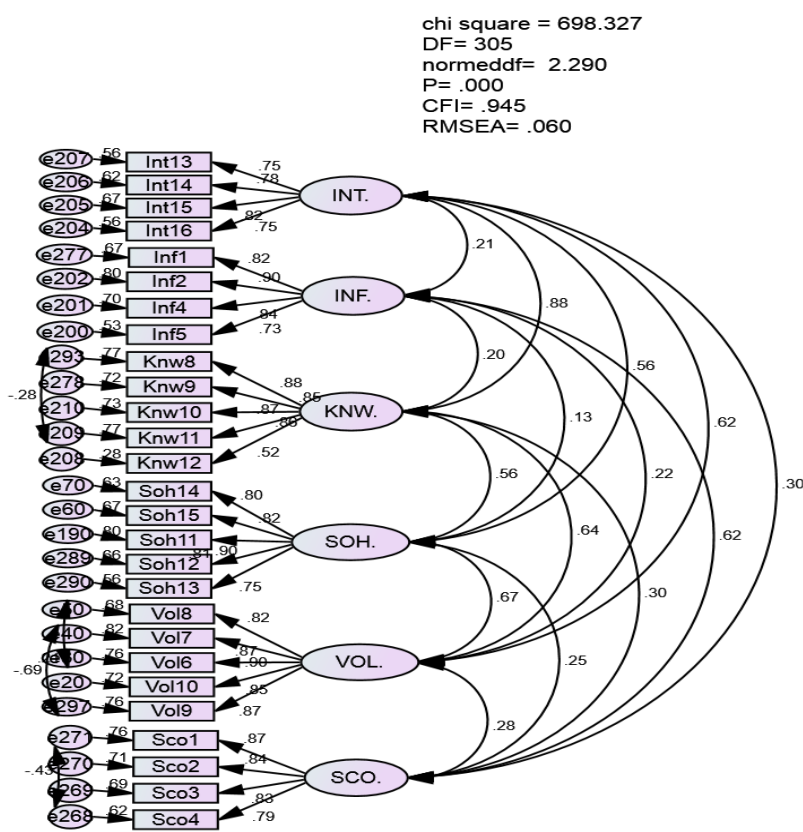 chi square = 698.327
DF= 305
normeddf= 2.290
P= .000
CFI= .945
RMSEA= .060
e207 .56 Int13 .75
e206 .62 Int14 .78
e205 .67 Int15 .82
e204 .56 Int16 .75
INT.
e277 .67 Inf1 .82
e202 .80 Inf2 .90
e201 .70 Inf4 .84
e200 .53 Inf5 .73
INF.
e293 .77 Knw8 .88
e278 .72 Knw9 .85
e210 .73 Knw10 .87
e209 .77 Knw11
e208 .28 Knw12 .52
KNW.
-.28
e70 .63 Soh14 .80
e60 .67 Soh15 .82
e190 .80 Soh11 .90
e289 .66 Soh12 .81
e290 .56 Soh13 .75
SOH.
.68 Vol8 .82
.82 Vol7 .87
.76 Vol6 .90
e20 .72 Vol10 .85
e297 .76 Vol9 .87
VOL.
-.69
e271 .76 Sco1 .87
e270 .71 Sco2 .84
e269 .69 Sco3 .83
e268 .62 Sco4 .79
SCO.
-.43
.21
.88
.20
.56
.13
.62
.56
.22
.30
.64
.62
.67
.30
.25
.28